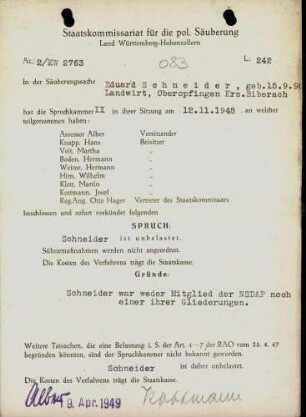 Staatskommissariat für die pol. Säuberung
Land Württemberg-Hohenzollern
Nr.: 2/KW 2763
083
L. 242
In der Säuberungssache
Eduard Schneider, geb.15.9.9
Landwirt, Oberopfingen Krs.Biberach
hat die Spruchkammer IX in ihrer Sitzung am 12.11.1948, an welcher
teilgenommen haben:
Assessor Alber Vorsitzender
Knapp, Hans Beisitzer
Veit, Martha "
Boden, Hermann "
Weitze, Hermann "
Hirn, Wilhelm "
Klett, Martin "
Kottmann, Josef "
Reg.Ang. Otto Hager Vertreter des Staatskommissars
beschlossen und sofort verkündet folgenden
SPRUCH:
Schneider ist unbelastet.
Sühnemaßnahmen werden nicht angeordnet.
Die Kosten des Verfahrens trägt die Staatskasse.
Gründe:
Schneider war weder Mitglied der NSDAP noch
einer ihrer Gliederungen.
Weitere Tatsachen, die eine Belastung i. S. der Art. 4-7 der RAO vom 26. 4. 47
begründen könnten, sind der Spruchkammer nicht bekannt geworden.
Schneider ist daher unbelastet.
Die Kosten des Verfahrens trägt die Staatskasse.
Alber
9. Apr. 1949
Kottmann